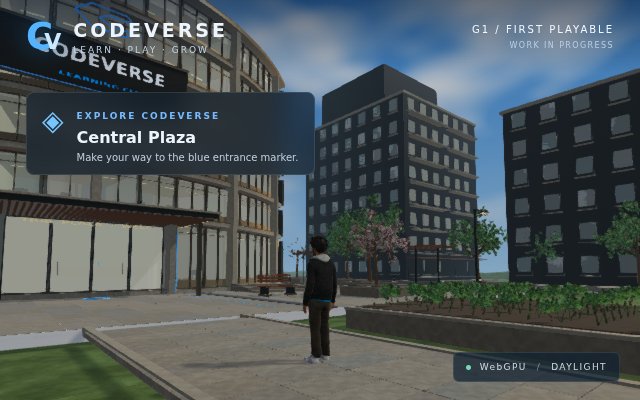 CV CODEVERSE
LEARN · PLAY · GROW
G1 / FIRST PLAYABLE
WORK IN PROGRESS
CODEVERSE
EXPLORE CODEVERSE
Central Plaza
Make your way to the blue entrance marker.
WebGPU / DAYLIGHT